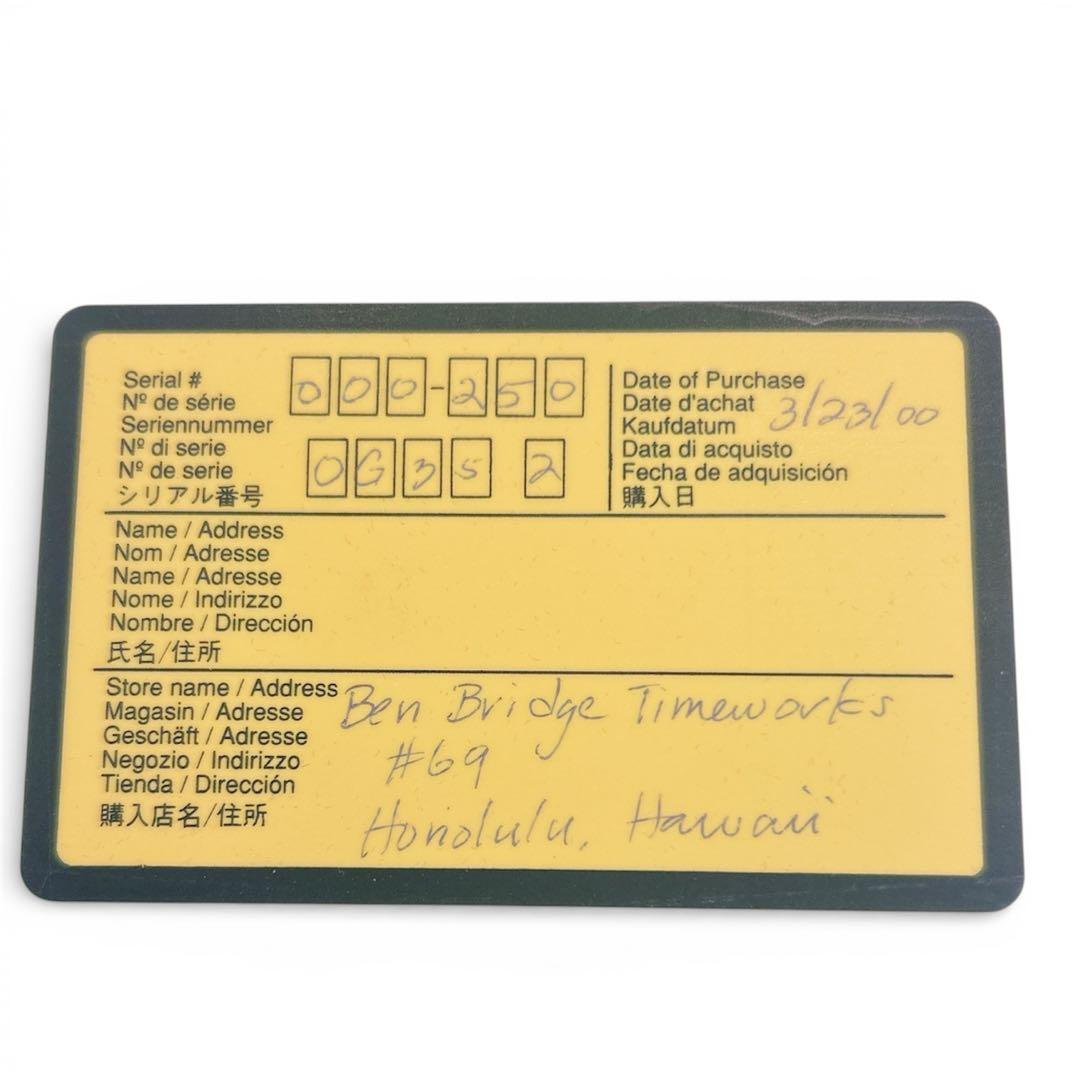 Serial # 000-250
Nº de série
Seriennummer
Nº di serie
Nº de serie 0G35 2
シリアル番号
Date of Purchase
Date d'achat 3/23/00
Kaufdatum
Data di acquisto
Fecha de adquisición
購入日
Name / Address
Nom / Adresse
Name / Adresse
Nome / Indirizzo
Nombre / Dirección
氏名/住所
Store name / Address Ben Bridge Timeworks
Magasin / Adresse
Geschäft / Adresse #69
Negozio / Indirizzo
Tienda / Dirección
購入店名/住所 Honolulu, Hawaii